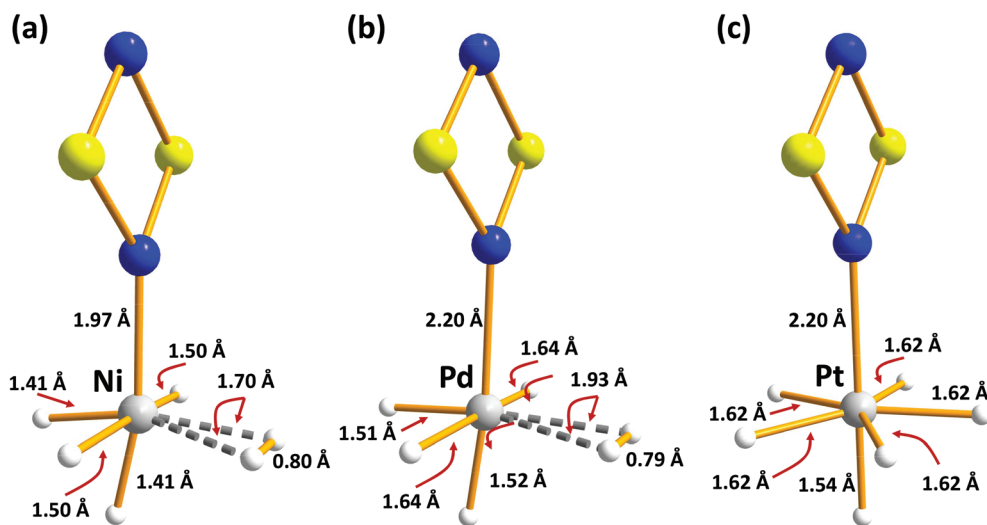 (a)
(b)
(c)
1.97 Å
1.50 Å
1.41 Å
Ni
1.70 Å
0.80 Å
1.41 Å
1.50 Å
2.20 Å
1.64 Å
Pd
1.93 Å
1.51 Å
0.79 Å
1.52 Å
1.64 Å
2.20 Å
1.62 Å
Pt
1.62 Å
1.62 Å
1.62 Å
1.54 Å
1.62 Å